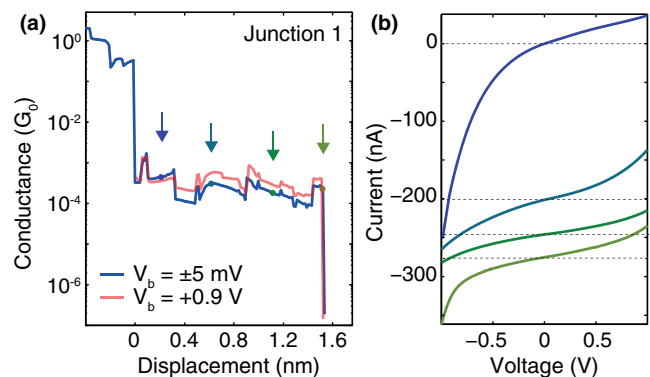 (a)
Junction 1
Conductance (G₀)
10⁰
10⁻²
10⁻⁴
10⁻⁶
V_b = ±5 mV
V_b = +0.9 V
0 0.4 0.8 1.2 1.6
Displacement (nm)
(b)
Current (nA)
0
−100
−200
−300
−0.5 0 0.5
Voltage (V)